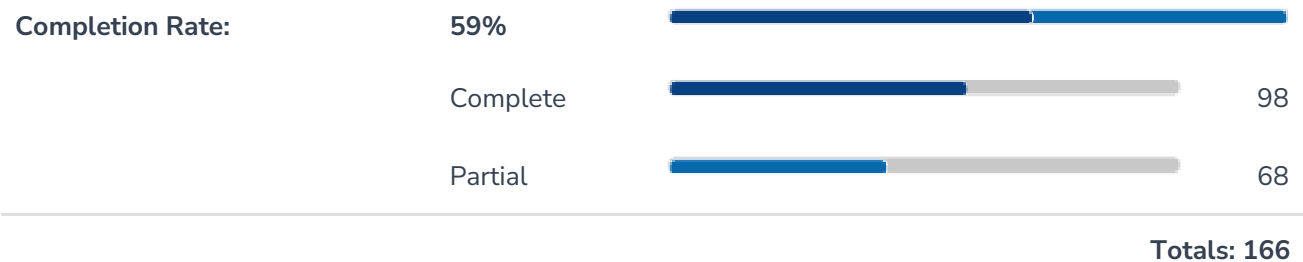 Completion Rate: 59%
Complete 98
Partial 68
Totals: 166